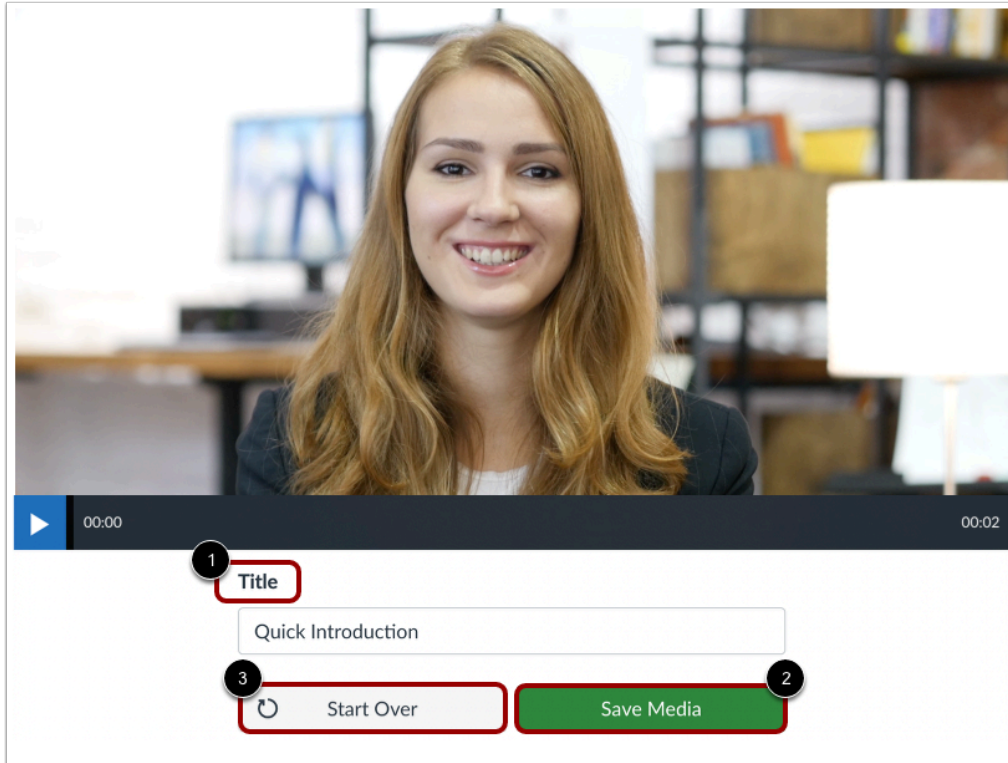 00:00
00:02
1
Title
Quick Introduction
3
2
Start Over
Save Media